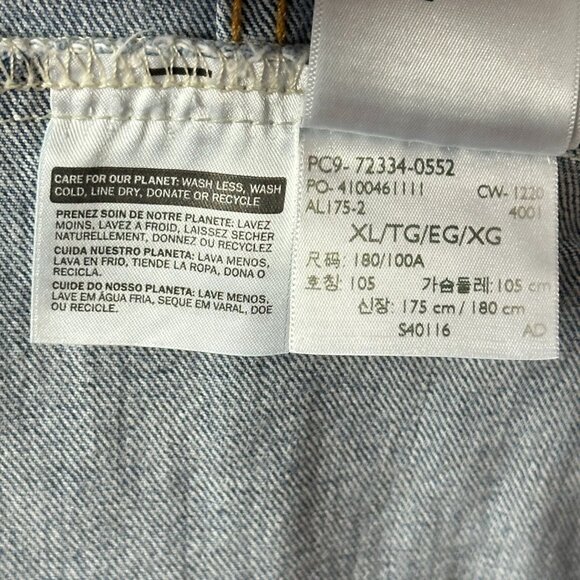 CARE FOR OUR PLANET: WASH LESS, WASH
COLD, LINE DRY, DONATE OR RECYCLE
PRENEZ SOIN DE NOTRE PLANETE: LAVEZ
MOINS, LAVEZ A FROID, LAISSEZ SECHER
NATURELLEMENT, DONNEZ OU RECYCLEZ
CUIDA NUESTRO PLANETA: LAVA MENOS,
LAVA EN FRIO, TIENDE LA ROPA, DONA O
RECICLA.
CUIDE DO NOSSO PLANETA: LAVE MENOS,
LAVE EM ÁGUA FRIA, SEQUE EM VARAL, DOE
OU RECICLE.
PC9- 72334-0552
PO- 4100461111 CW- 1220
AL175-2 4001
XL/TG/EG/XG
尺码: 180/100A
호칭: 105 가슴둘레: 105 cm
신장: 175 cm / 180 cm
S40116 AD